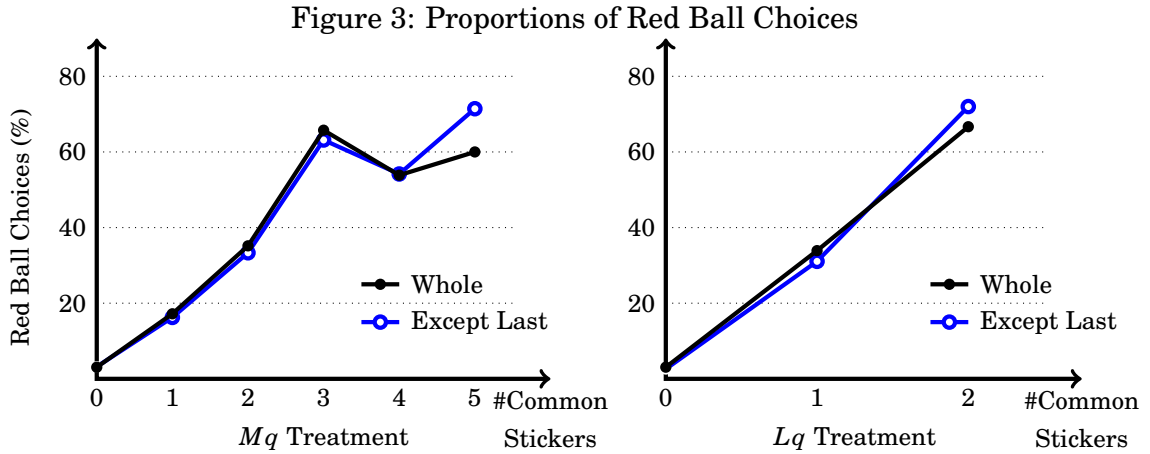 Figure 3: Proportions of Red Ball Choices
Red Ball Choices (%)
80
60
40
20
Whole
Except Last
0 1 2 3 4 5 #Common
Mq Treatment Stickers
80
60
40
20
Whole
Except Last
0 1 2 #Common
Lq Treatment Stickers